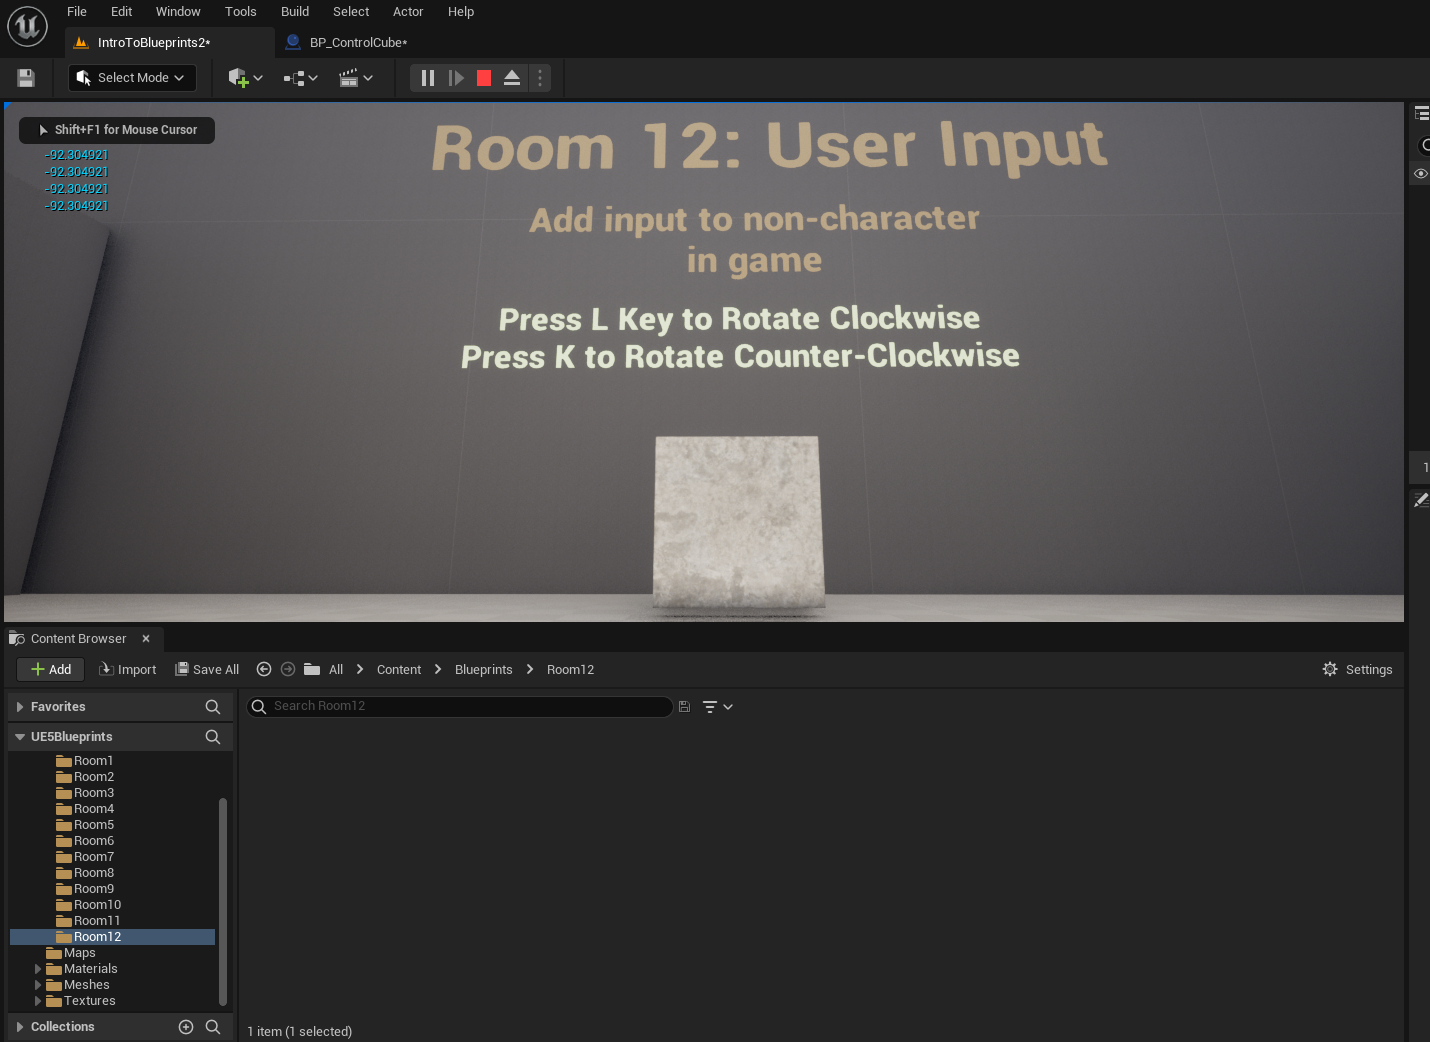 File Edit Window Tools Build Select Actor Help
IntroToBlueprints2* BP_ControlCube*
Select Mode
Shift+F1 for Mouse Cursor
-92.304921
-92.304921
-92.304921
-92.304921
Room 12: User Input
Add input to non-character
in game
Press L Key to Rotate Clockwise
Press K to Rotate Counter-Clockwise
1
Content Browser
Add Import Save All All Content Blueprints Room12 Settings
Favorites
Search Room12
UE5Blueprints
Room1
Room2
Room3
Room4
Room5
Room6
Room7
Room8
Room9
Room10
Room11
Room12
Maps
Materials
Meshes
Textures
Collections
1 item (1 selected)